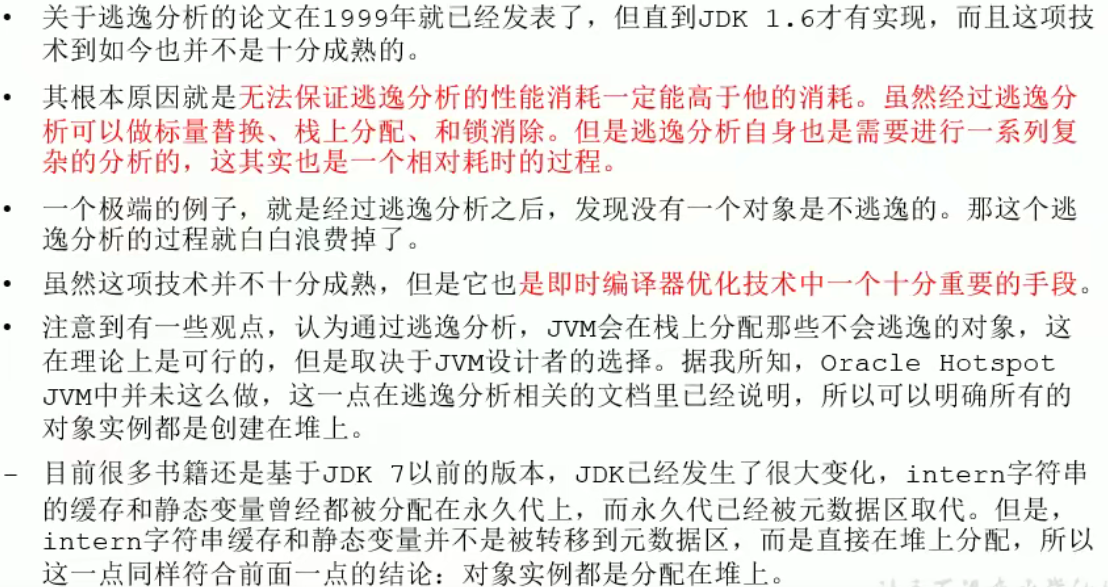 • 关于逃逸分析的论文在1999年就已经发表了，但直到JDK 1.6才有实现，而且这项技
术到如今也并不是十分成熟的。
• 其根本原因就是无法保证逃逸分析的性能消耗一定能高于他的消耗。虽然经过逃逸分
析可以做标量替换、栈上分配、和锁消除。但是逃逸分析自身也是需要进行一系列复
杂的分析的，这其实也是一个相对耗时的过程。
• 一个极端的例子，就是经过逃逸分析之后，发现没有一个对象是不逃逸的。那这个逃
逸分析的过程就白白浪费掉了。
• 虽然这项技术并不十分成熟，但是它也是即时编译器优化技术中一个十分重要的手段。
• 注意到有一些观点，认为通过逃逸分析，JVM会在栈上分配那些不会逃逸的对象，这
在理论上是可行的，但是取决于JVM设计者的选择。据我所知，Oracle Hotspot
JVM中并未这么做，这一点在逃逸分析相关的文档里已经说明，所以可以明确所有的
对象实例都是创建在堆上。
– 目前很多书籍还是基于JDK 7以前的版本，JDK已经发生了很大变化，intern字符串
的缓存和静态变量曾经都被分配在永久代上，而永久代已经被元数据区取代。但是，
intern字符串缓存和静态变量并不是被转移到元数据区，而是直接在堆上分配，所以
这一点同样符合前面一点的结论：对象实例都是分配在堆上。